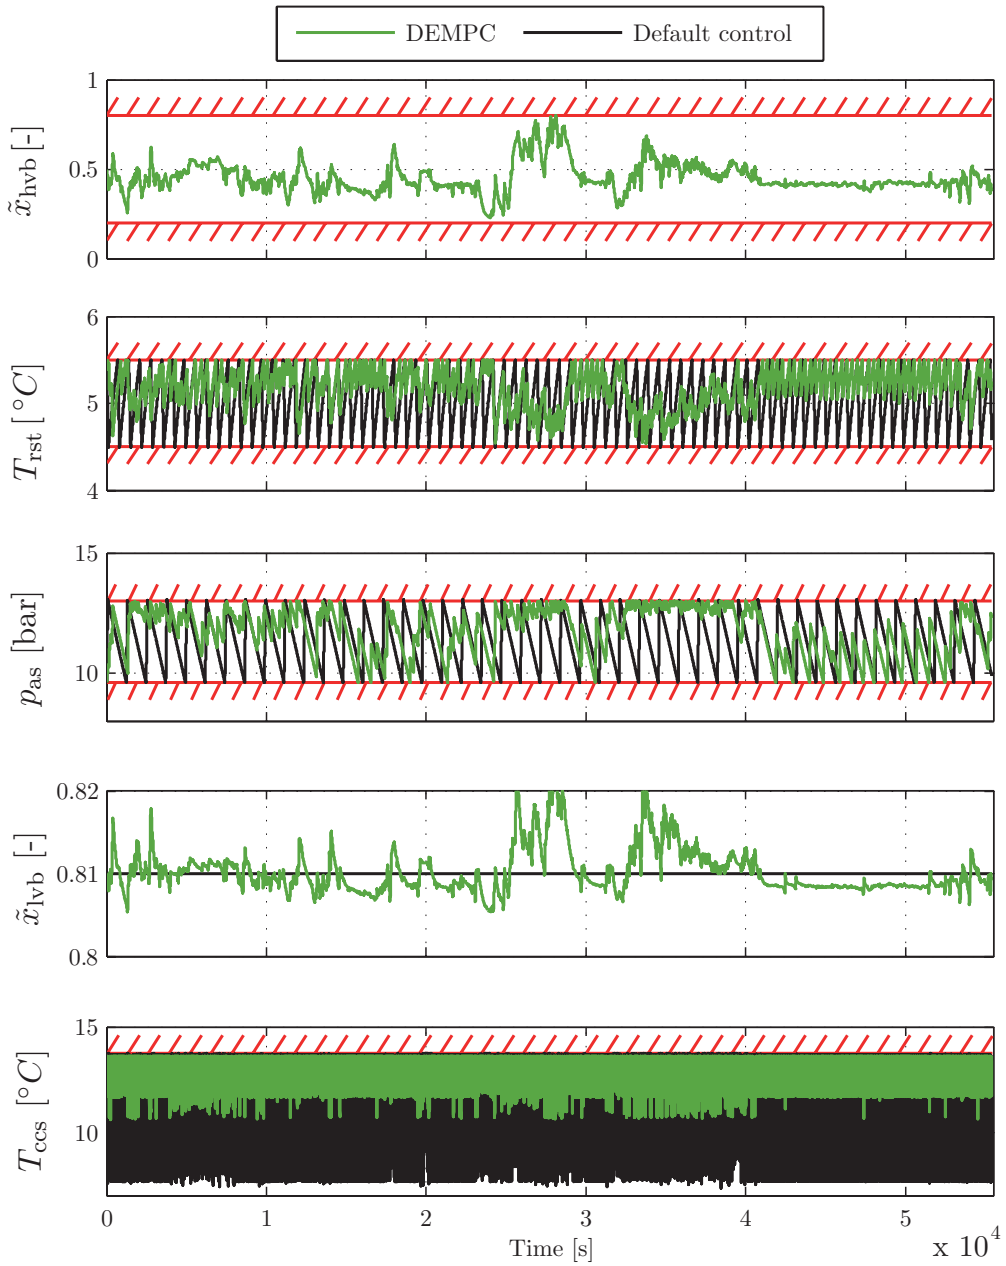 DEMPC Default control
1
0.5
0
x̃hvb [-]
6
5
4
Trst [°C]
15
10
pas [bar]
0.82
0.81
0.8
x̃lvb [-]
15
10
Tccs [°C]
0 1 2 3 4 5
Time [s]
x 10^4